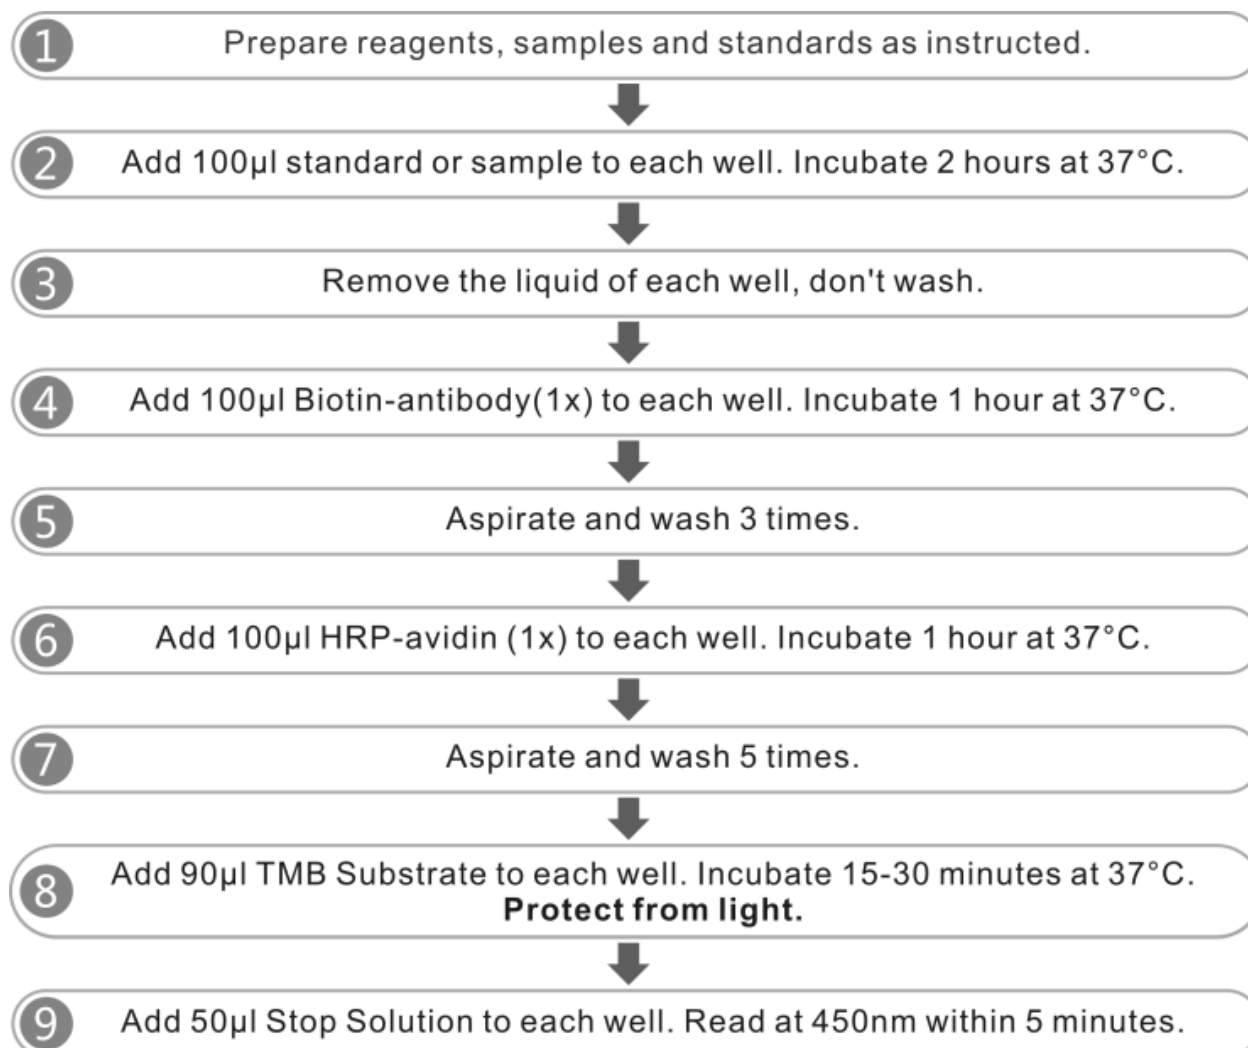 1 Prepare reagents, samples and standards as instructed.
2 Add 100µl standard or sample to each well. Incubate 2 hours at 37°C.
3 Remove the liquid of each well, don't wash.
4 Add 100µl Biotin-antibody(1x) to each well. Incubate 1 hour at 37°C.
5 Aspirate and wash 3 times.
6 Add 100µl HRP-avidin (1x) to each well. Incubate 1 hour at 37°C.
7 Aspirate and wash 5 times.
8 Add 90µl TMB Substrate to each well. Incubate 15-30 minutes at 37°C.
Protect from light.
9 Add 50µl Stop Solution to each well. Read at 450nm within 5 minutes.